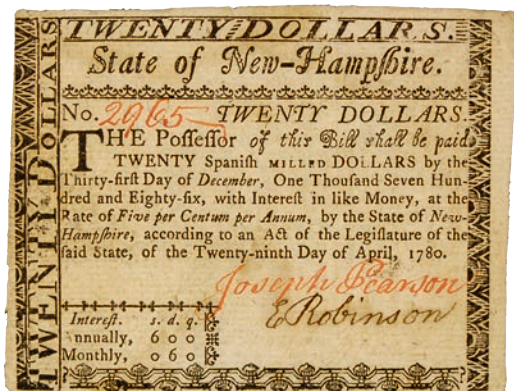 TWENTY DOLLARS.
TWENTY DOLLARS
State of New-Hampſhire.
No. 2965 TWENTY DOLLARS.
THE Poſſeſſor of this Bill shall be paid
TWENTY Spanish MILLED DOLLARS by the
Thirty-firſt Day of December, One Thouſand Seven Hun-
dred and Eighty-ſix, with Intereſt in like Money, at the
Rate of Five per Centum per Annum, by the State of New-
Hampſhire, according to an Act of the Legiſlature of the
ſaid State, of the Twenty-ninth Day of April, 1780.
Joseph Pearson
E Robinson
Intereſt. s. d. q.
Annually, 6 0 0
Monthly, 0 6 0